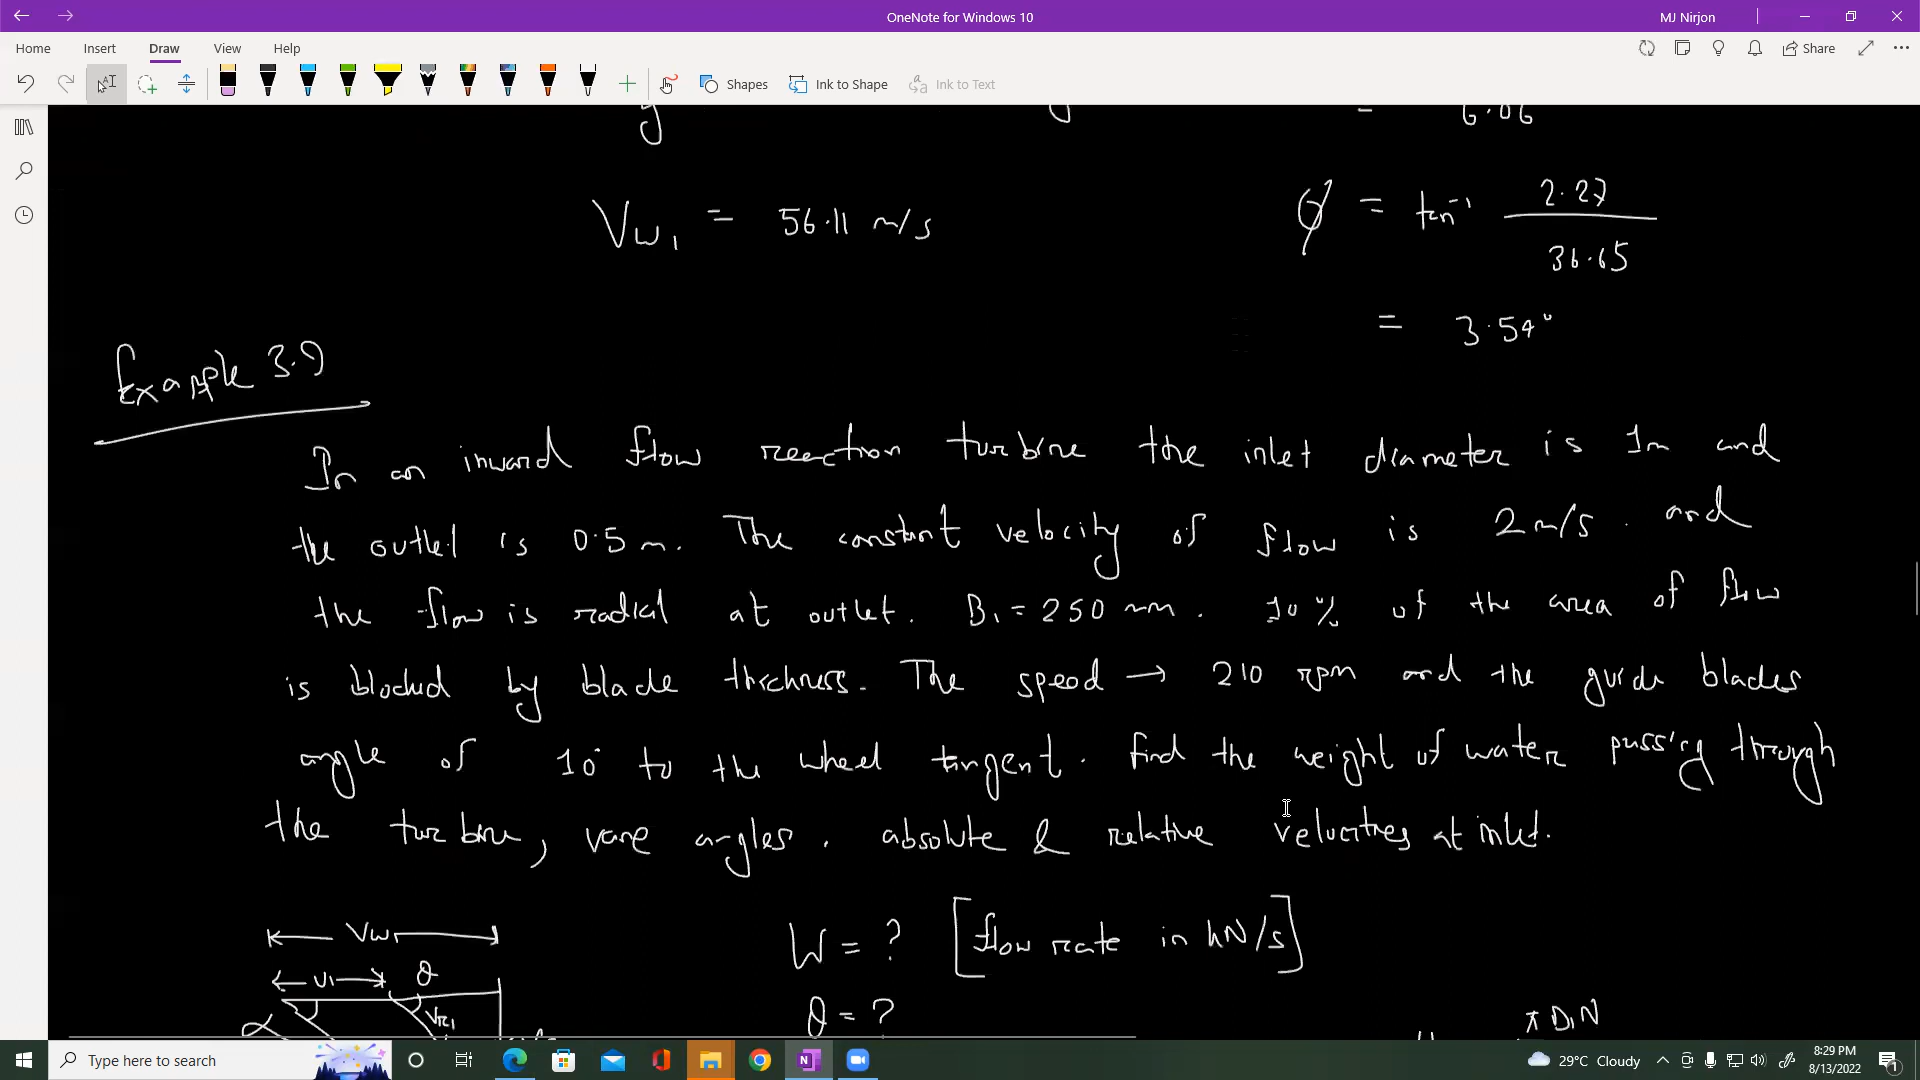 OneNote for Windows 10
MJ Nirjon
Home Insert Draw View Help
Share
Shapes
Ink to Shape
Ink to Text
6.06
Vw1 = 56.11 m/s
φ = tan⁻¹ 2.27
36.65
= 3.54°
Example 3.9
In an inward flow reaction turbine the inlet diameter is 1m and
the outlet is 0.5 m. The constant velocity of flow is 2 m/s. and
the flow is radial at outlet. B1 = 250 mm. 10% of the area of flow
is blocked by blade thickness. The speed → 210 rpm and the guide blades
angle of 10° to the wheel tangent. Find the weight of water passing through
the turbine, vane angles. absolute & relative velocities at inlet.
Vw1
u1 θ
α Vr1
W = ? [flow rate in kN/s]
θ = ?
π D1N
Type here to search
29°C Cloudy
8:29 PM
8/13/2022
1